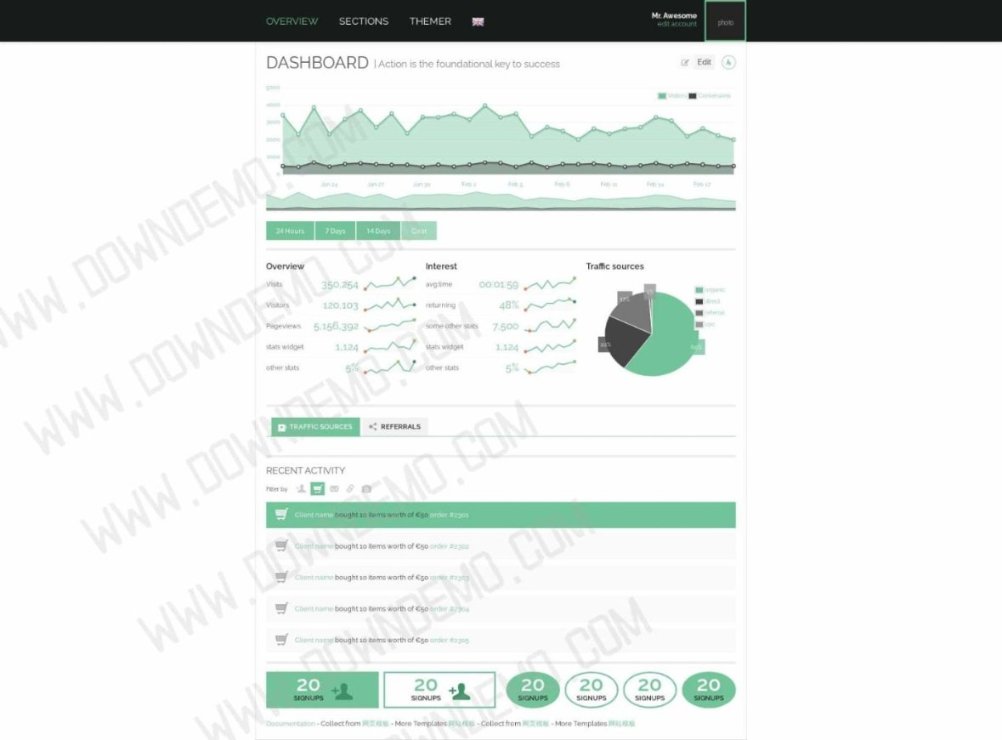 OVERVIEW SECTIONS THEMER
Mr. Awesome
edit account
photo
DASHBOARD | Action is the foundational key to success
Edit A
Visitors Conversions
Jan 24 Jan 27 Jan 30 Feb 2 Feb 5 Feb 8 Feb 11 Feb 14 Feb 17
24 Hours 7 Days 14 Days
Overview Interest Traffic sources
Visits 350,254 avg time 00:01:59
Visitors 120,103 returning 48%
Pageviews 5,156,392 some other stats 7,500
stats widget 1,124 stats widget 1,124
other stats 5% other stats 5%
TRAFFIC SOURCES REFERRALS
RECENT ACTIVITY
Filter by
Client name bought 10 items worth of €50 order #2301
Client name bought 10 items worth of €50 order #2302
Client name bought 10 items worth of €50 order #2303
Client name bought 10 items worth of €50 order #2304
Client name bought 10 items worth of €50 order #2305
20 20 20 20 20 20
SIGNUPS SIGNUPS SIGNUPS SIGNUPS SIGNUPS SIGNUPS
Documentation - Collect from 网页模板 - More Templates 网站模板 - Collect from 网页模板 - More Templates 网站模板
WWW.DOWNDEMO.COM
WWW.DOWNDEMO.COM
WWW.DOWNDEMO.COM
WWW.DOWNDEMO.COM
WWW.DOWNDEMO.COM